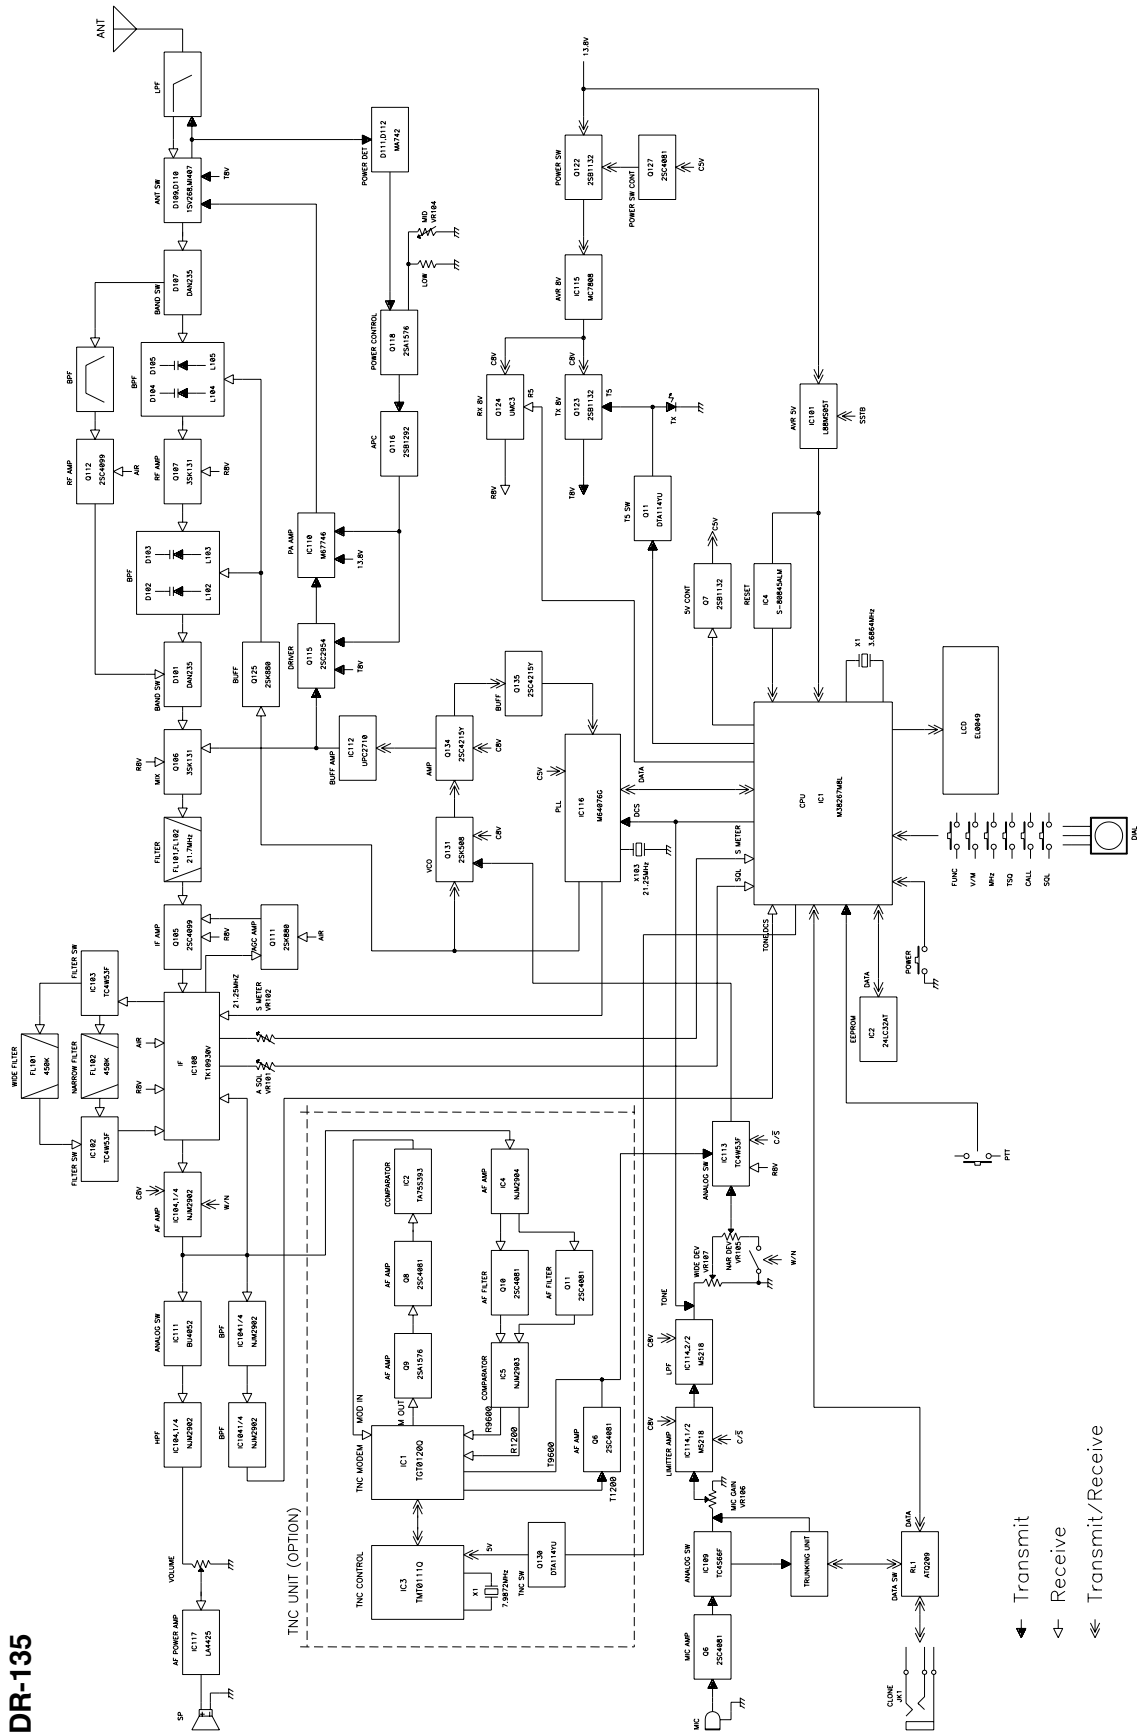 DR-135
ANT
LPF
ANT SW
D109,D110
1SV268,MI407
T8V
POWER DET
D111,D112
MA742
BAND SW
D107
DAN235
BPF
BPF
D105
D104
L105
L104
RF AMP
Q112
2SC4099
AIR
RF AMP
Q107
3SK131
R8V
BPF
D103
D102
L103
L102
BAND SW
D101
DAN235
BUFF
Q125
2SK880
R8V
MIX
Q106
3SK131
FILTER
FL101,FL102
21.7MHz
IF AMP
Q105
2SC4099
R8V
AGC AMP
Q111
2SK880
AIR
FILTER SW
IC103
TC4W53F
WIDE FILTER
FL101
450K
NARROW FILTER
FL102
450K
FILTER SW
IC102
TC4W53F
AIR
R8V
IF
IC108
TK10930V
21.25MHZ
S METER
VR102
A SQL
VR101
C8V
AF AMP
IC104,1/4
NJM2902
W/N
ANALOG SW
IC111
BU4052
BPF
IC1041/4
NJM2902
HPF
IC104,1/4
NJM2902
BPF
IC1041/4
NJM2902
VOLUME
AF POWER AMP
IC117
LA4425
SP
MID
VR104
LOW
POWER CONTROL
Q118
2SA1576
APC
Q116
2SB1292
PA AMP
IC110
M67746
13.8V
DRIVER
Q115
2SC2954
T8V
BUFF AMP
IC112
UPC2710
AMP
Q134
2SC4215Y
C8V
BUFF
Q135
2SC4215Y
VCO
Q131
2SK508
C8V
C5V
PLL
IC116
M64076G
X103
21.25MHz
DATA
DCS
13.8V
POWER SW
Q122
2SB1132
POWER SW CONT
Q127
2SC4081
C5V
AVR 8V
IC115
MC7808
C8V
C8V
RX 8V
Q124
UMC3
R5
R8V
TX 8V
Q123
2SB1132
T5
T8V
TX
T5 SW
Q11
DTA114YU
AVR 5V
IC101
L88MS05T
SSTB
5V CONT
Q7
2SB1132
C5V
RESET
IC4
S-80845ALM
X1
3.6864MHz
CPU
IC1
M38267M8L
S METER
SQL
TONE,DCS
LCD
EL0049
FUNC
V/M
MHz
TSQ
CALL
SQL
DIAL
POWER
DATA
EEPROM
IC2
24LC32AT
PTT
TNC UNIT (OPTION)
COMPARATOR
IC2
TA75S393
AF AMP
IC4
NJM2904
AF AMP
Q8
2SC4081
AF FILTER
Q10
2SC4081
AF FILTER
Q11
2SC4081
AF AMP
Q9
2SA1576
COMPARATOR
IC5
NJM2903
MOD IN
M OUT
R9600
R1200
T9600
T1200
TNC MODEM
IC1
TGT0120Q
AF AMP
Q6
2SC4081
TNC CONTROL
IC3
TMT0111Q
X1
7.9872MHz
5V
TNC SW
Q130
DTA114YU
ANALOG SW
IC113
TC4W53F
C/S
R8V
WIDE DEV
VR107
NAR DEV
VR105
W/N
TONE
C8V
LPF
IC114,2/2
M5218
C8V
LIMITTER AMP
IC114,1/2
M5218
C/S
MIC GAIN
VR106
ANALOG SW
IC109
TC4S66F
TRUNKING UNIT
DATA
DATA SW
RL1
ATQ209
MIC AMP
Q6
2SC4081
MIC
CLONE
JK1
Transmit
Receive
Transmit/Receive